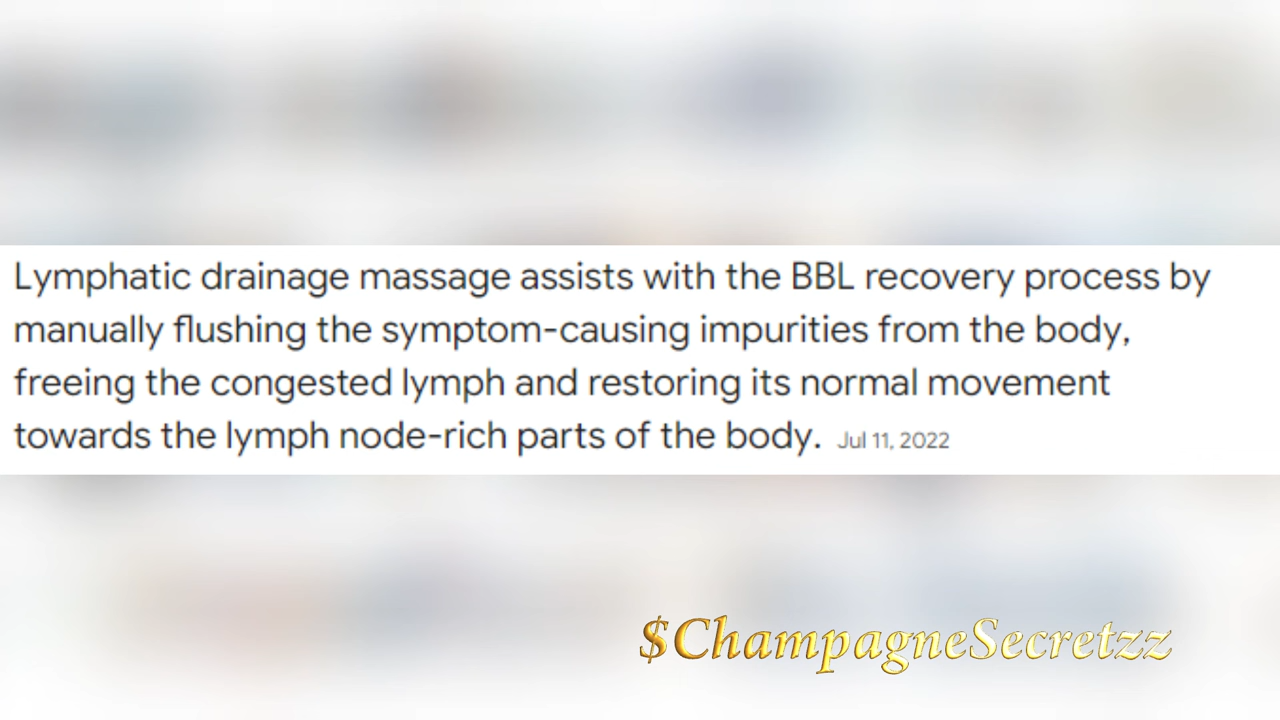 Lymphatic drainage massage assists with the BBL recovery process by
manually flushing the symptom-causing impurities from the body,
freeing the congested lymph and restoring its normal movement
towards the lymph node-rich parts of the body. Jul 11, 2022
$ChampagneSecretzz